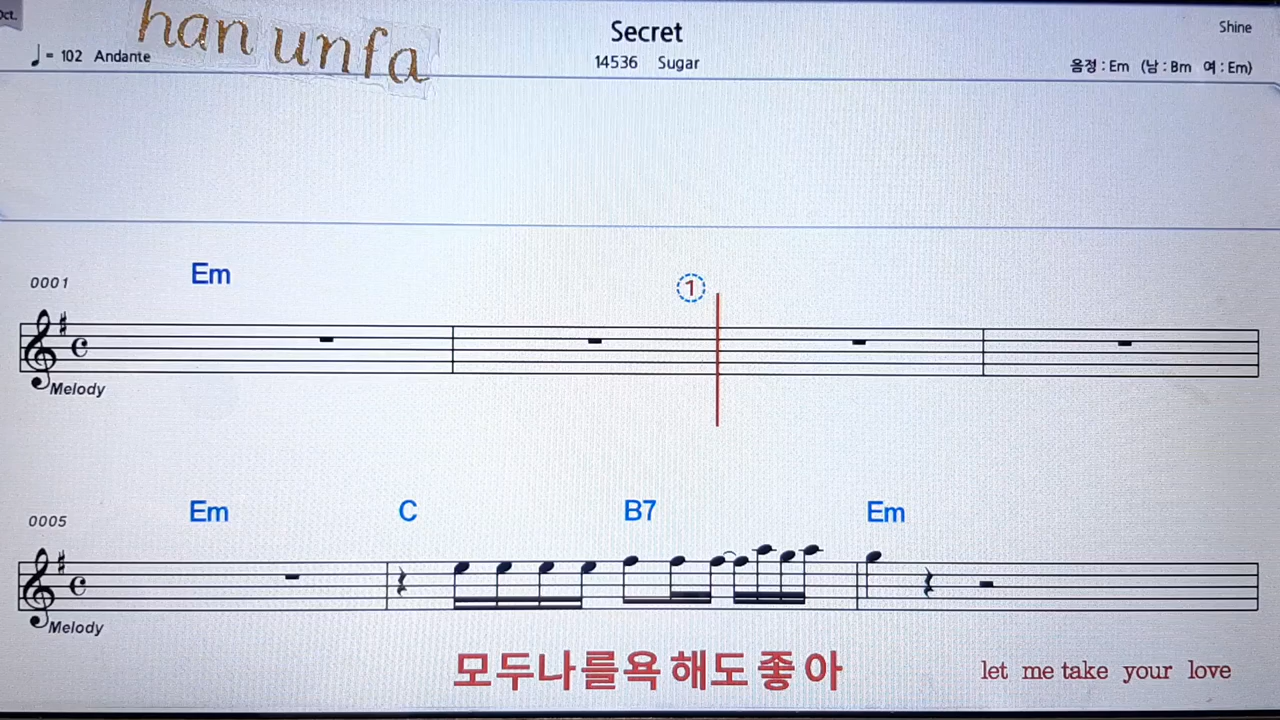 Oct.
han unfa
Secret
Shine
= 102 Andante
14536 Sugar
음정 : Em (남 : Bm 여 : Em)
0001
Em
1
Melody
0005
Em C B7 Em
Melody
모두나를욕해도좋아 let me take your love